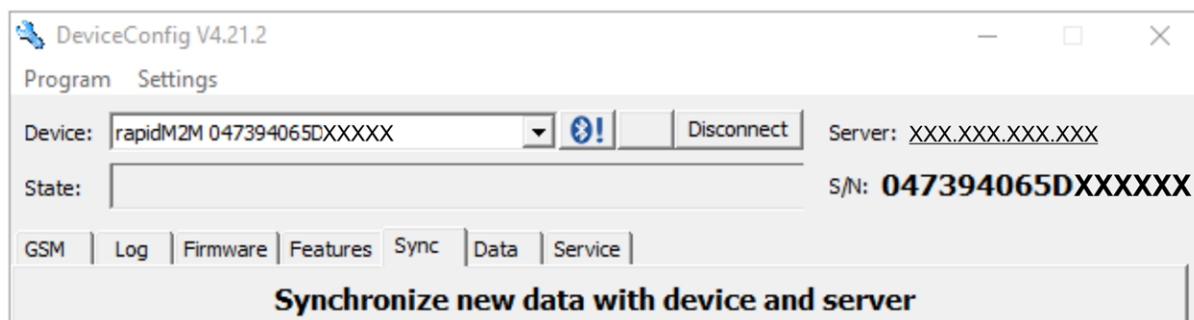 DeviceConfig V4.21.2
Program Settings
Device: rapidM2M 047394065DXXXXX Disconnect Server: XXX.XXX.XXX.XXX
State: S/N: 047394065DXXXXXX
GSM Log Firmware Features Sync Data Service
Synchronize new data with device and server